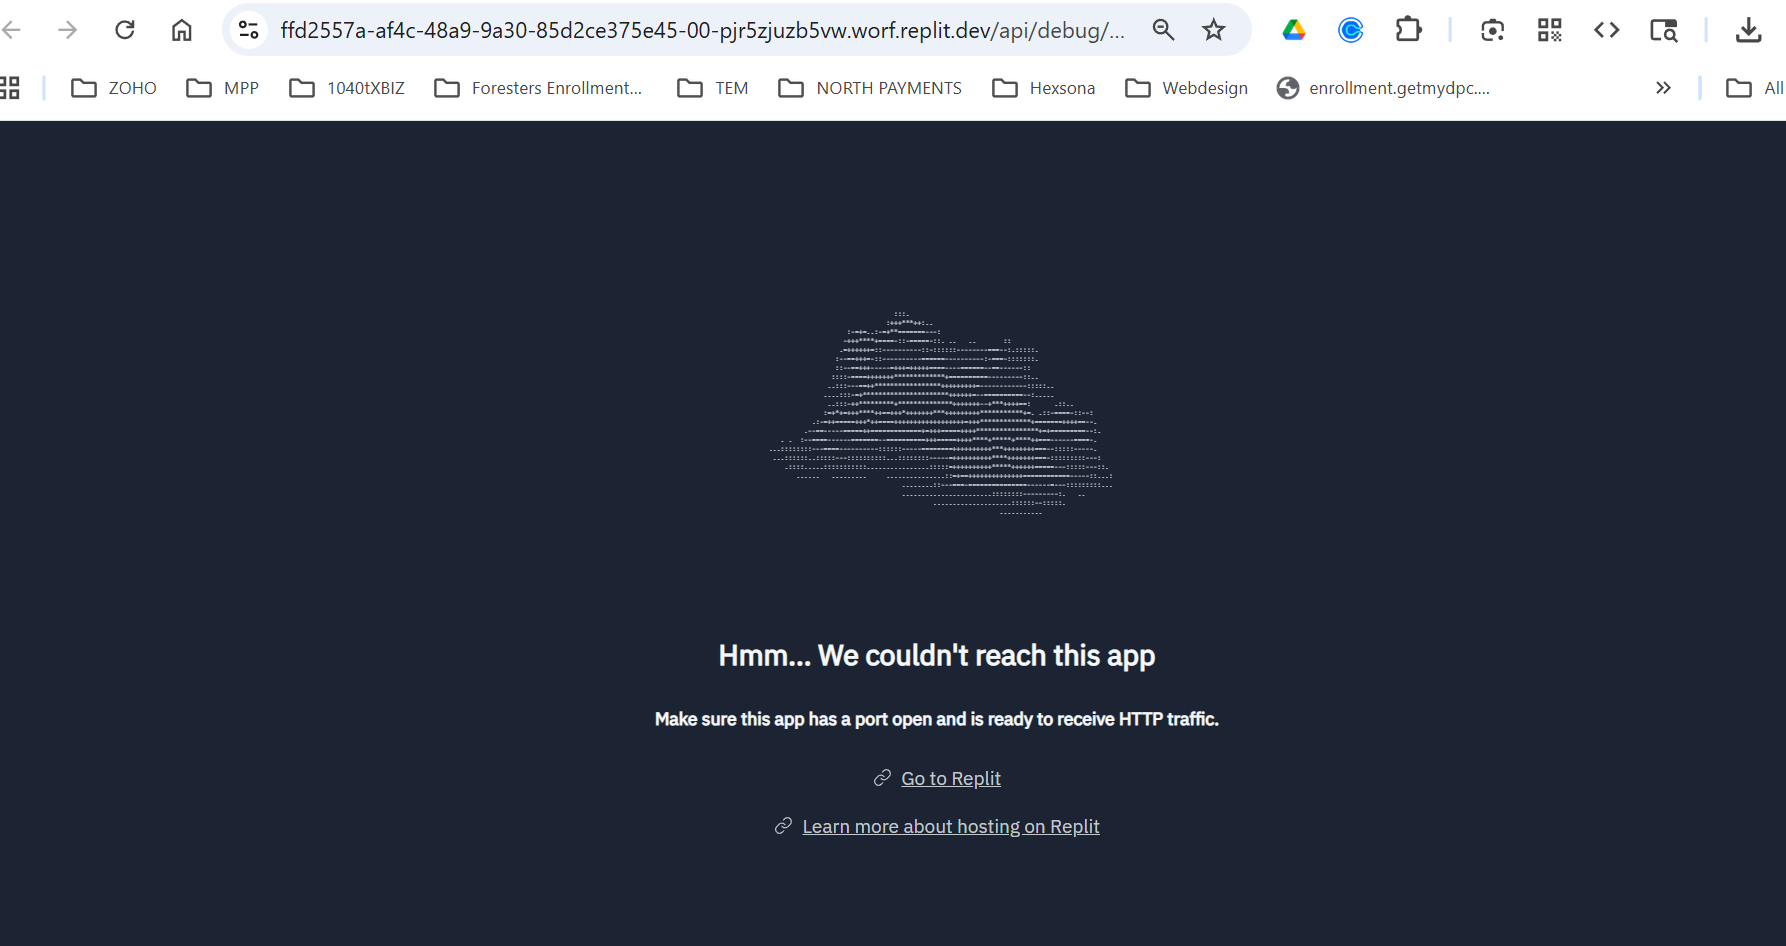 ffd2557a-af4c-48a9-9a30-85d2ce375e45-00-pjr5zjuzb5vw.worf.replit.dev/api/debug/...
ZOHO MPP 1040tXBIZ Foresters Enrollment... TEM NORTH PAYMENTS Hexsona Webdesign enrollment.getmydpc.... » All
Hmm... We couldn't reach this app
Make sure this app has a port open and is ready to receive HTTP traffic.
Go to Replit
Learn more about hosting on Replit